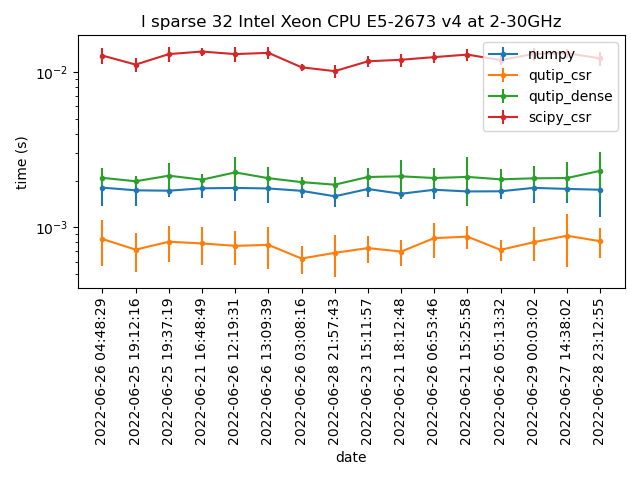 l sparse 32 Intel Xeon CPU E5-2673 v4 at 2-30GHz
numpy
qutip_csr
qutip_dense
scipy_csr
10⁻²
10⁻³
time (s)
2022-06-26 04:48:29
2022-06-25 19:12:16
2022-06-25 19:37:19
2022-06-21 16:48:49
2022-06-26 12:19:31
2022-06-26 13:09:39
2022-06-26 03:08:16
2022-06-28 21:57:43
2022-06-23 15:11:57
2022-06-21 18:12:48
2022-06-26 06:53:46
2022-06-21 15:25:58
2022-06-26 05:13:32
2022-06-29 00:03:02
2022-06-27 14:38:02
2022-06-28 23:12:55
date